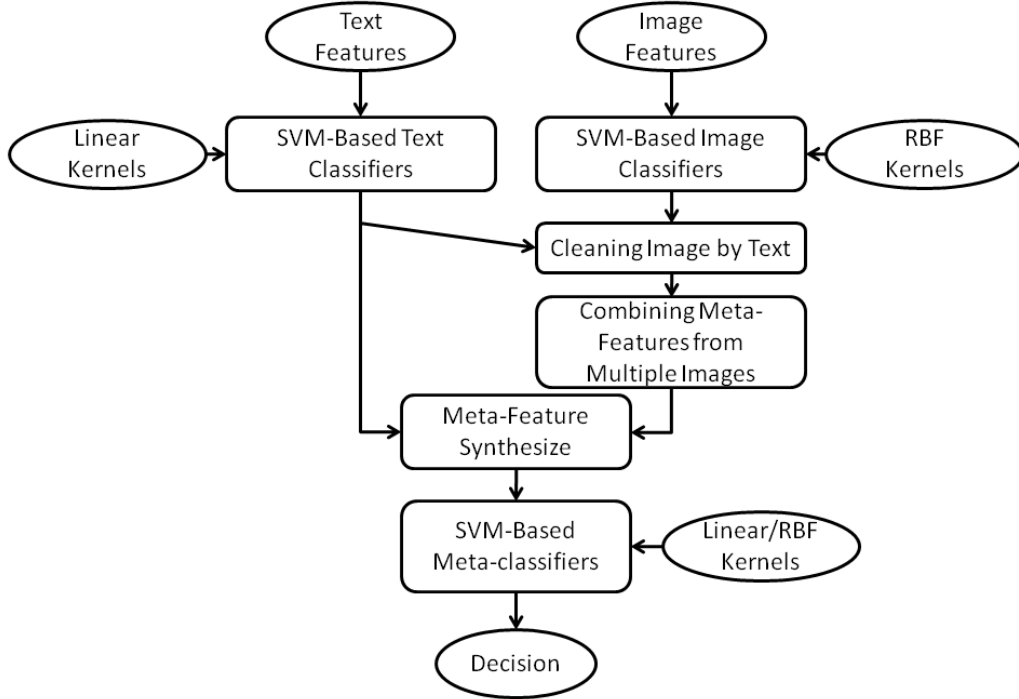 Text
Features
Image
Features
Linear
Kernels
SVM-Based Text
Classifiers
SVM-Based Image
Classifiers
RBF
Kernels
Cleaning Image by Text
Combining Meta-
Features from
Multiple Images
Meta-Feature
Synthesize
SVM-Based
Meta-classifiers
Linear/RBF
Kernels
Decision